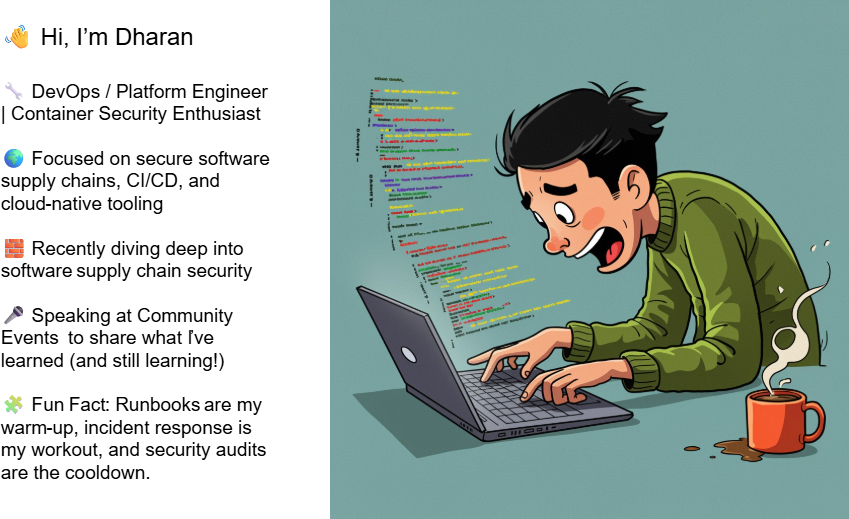 👋 Hi, I’m Dharan
🔧 DevOps / Platform Engineer
| Container Security Enthusiast
🌍 Focused on secure software
supply chains, CI/CD, and
cloud-native tooling
🧱 Recently diving deep into
software supply chain security
🎤 Speaking at Community
Events to share what I’ve
learned (and still learning!)
🧩 Fun Fact: Runbooks are my
warm-up, incident response is
my workout, and security audits
are the cooldown.